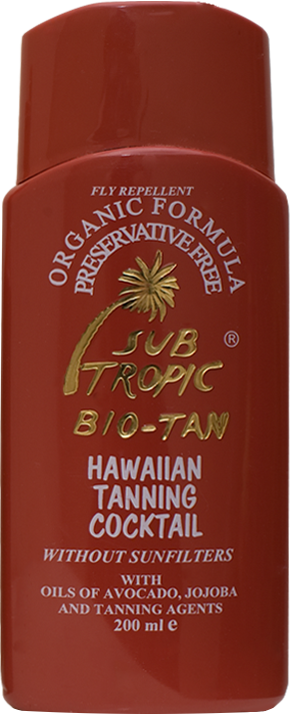 FLY REPELLENT
ORGANIC FORMULA
PRESERVATIVE FREE
SUB
TROPIC ®
BIO-TAN
HAWAIIAN
TANNING
COCKTAIL
WITHOUT SUNFILTERS
WITH
OILS OF AVOCADO, JOJOBA
AND TANNING AGENTS
200 ml e